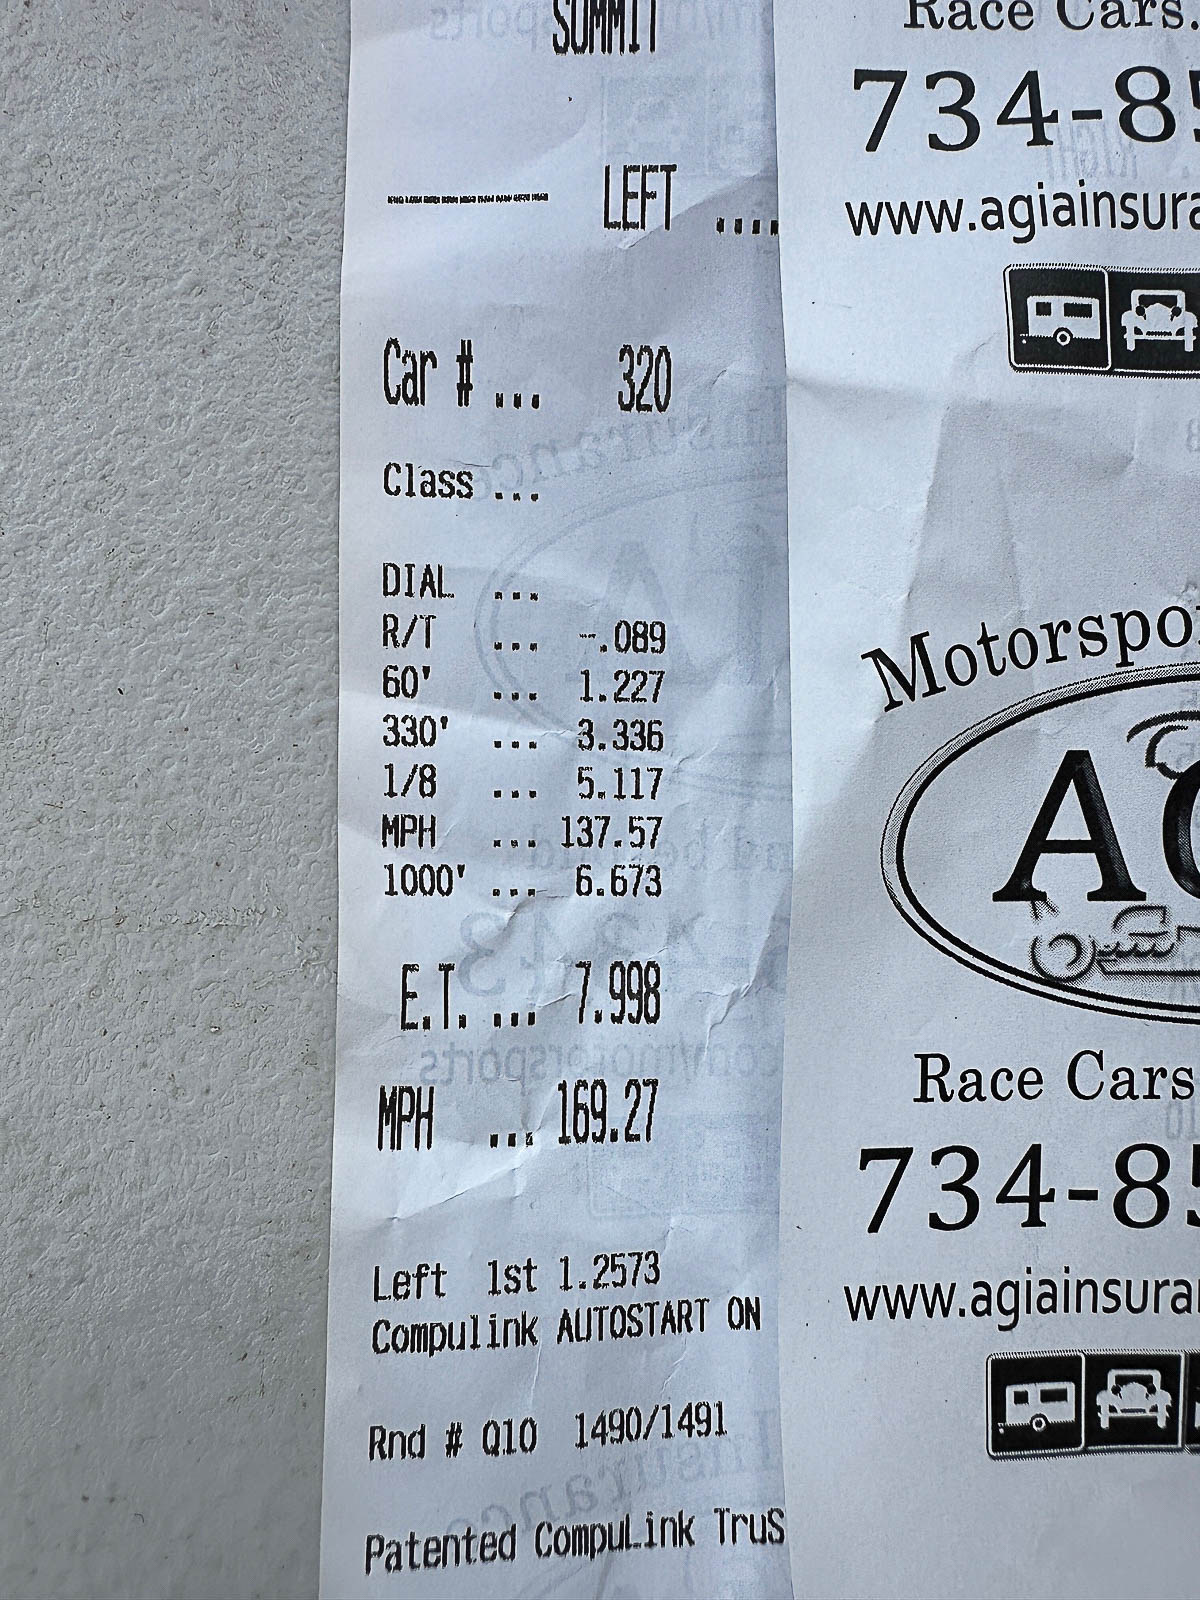 SUMMIT
LEFT ....
Car # ... 320
Class ...
DIAL ...
R/T ... -.089
60' ... 1.227
330' ... 3.336
1/8 ... 5.117
MPH ... 137.57
1000' ... 6.673
E.T. ... 7.998
MPH ... 169.27
Left 1st 1.2573
Compulink AUTOSTART ON
Rnd # Q10 1490/1491
Patented CompuLink TruS
Race Cars.
734-85
www.agiainsura
Motorspo
AG
Race Cars
734-85
www.agiainsura